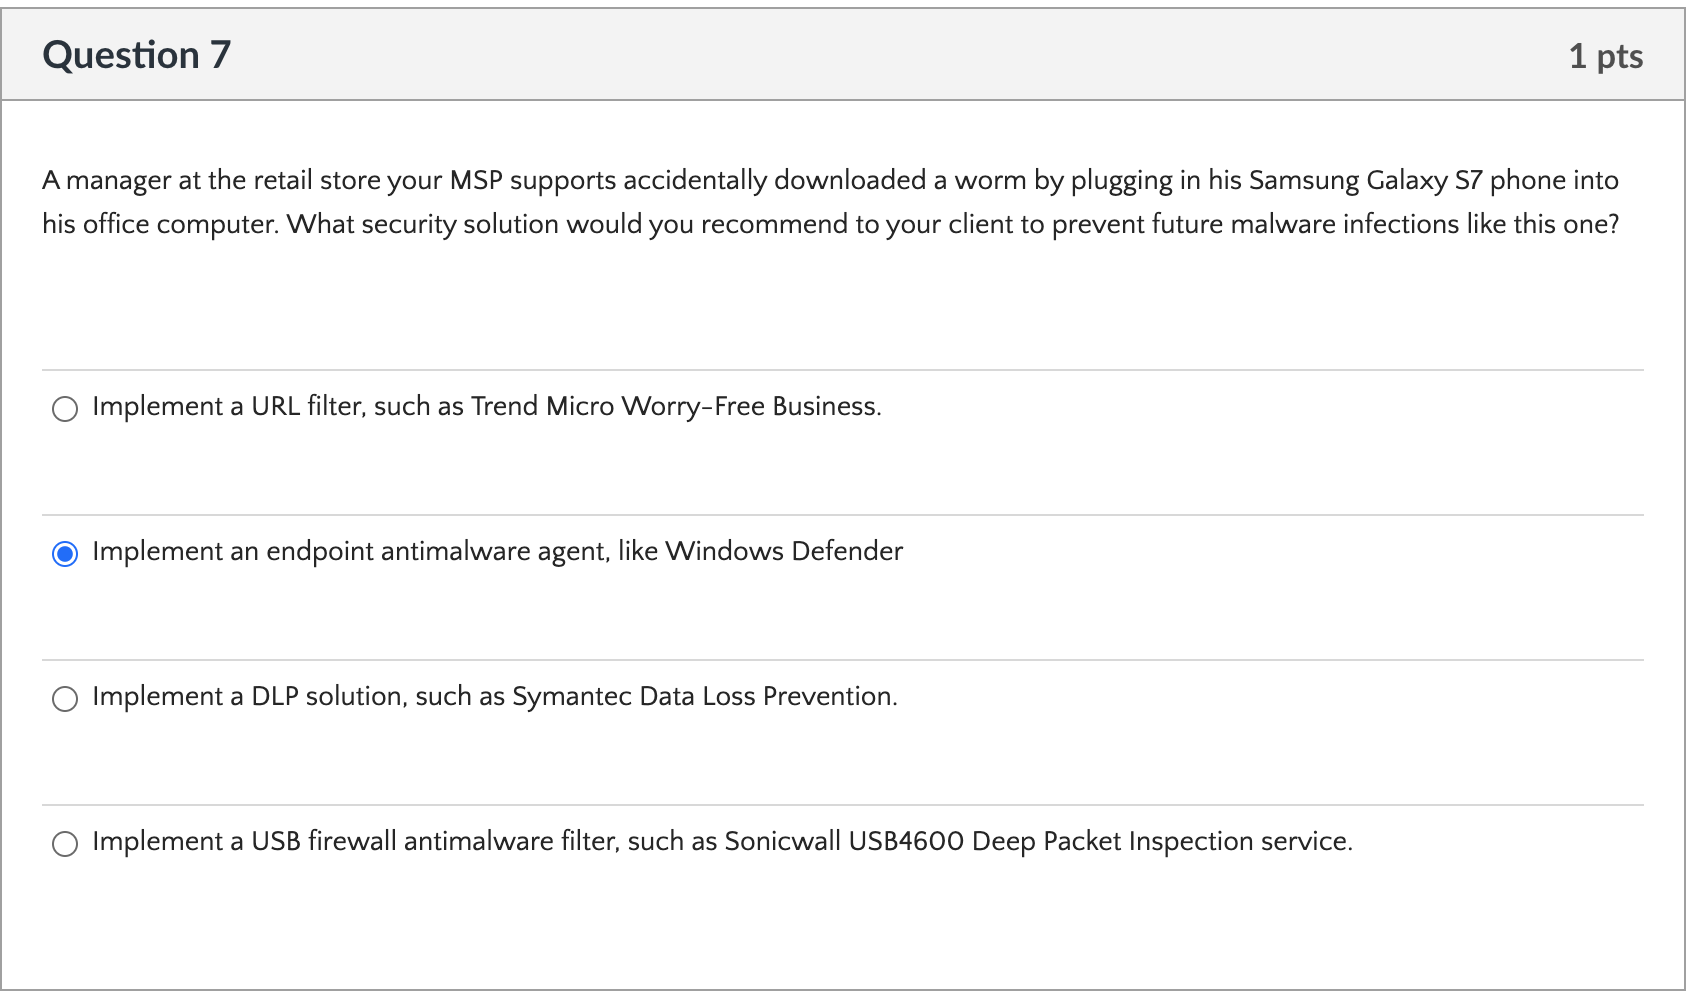 Question 7
1 pts
A manager at the retail store your MSP supports accidentally downloaded a worm by plugging in his Samsung Galaxy S7 phone into
his office computer. What security solution would you recommend to your client to prevent future malware infections like this one?
Implement a URL filter, such as Trend Micro Worry-Free Business.
Implement an endpoint antimalware agent, like Windows Defender
Implement a DLP solution, such as Symantec Data Loss Prevention.
Implement a USB firewall antimalware filter, such as Sonicwall USB4600 Deep Packet Inspection service.